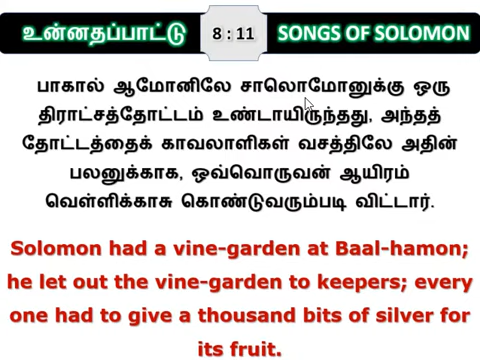 உன்னதப்பாட்டு 8 : 11 SONGS OF SOLOMON
பாகால் ஆமோனிலே சாலொமோனுக்கு ஒரு
திராட்சத்தோட்டம் உண்டாயிருந்தது, அந்தத்
தோட்டத்தைக் காவலாளிகள் வசத்திலே அதின்
பலனுக்காக, ஒவ்வொருவன் ஆயிரம்
வெள்ளிக்காசு கொண்டுவரும்படி விட்டார்.
Solomon had a vine-garden at Baal-hamon;
he let out the vine-garden to keepers; every
one had to give a thousand bits of silver for
its fruit.